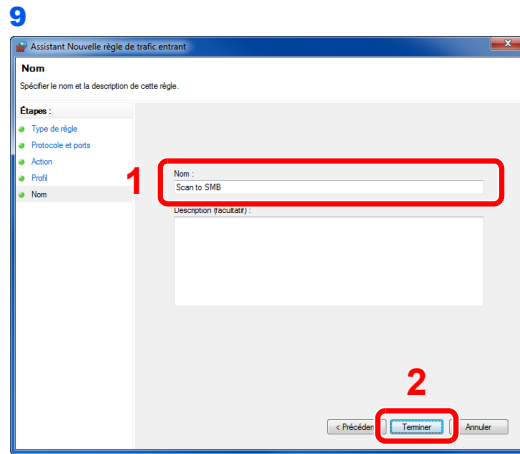 9
Assistant Nouvelle règle de trafic entrant
Nom
Spécifier le nom et la description de cette règle.
Étapes :
Type de règle
Protocole et ports
Action
Profil
Nom
1
Nom :
Scan to SMB
Description (facultatif) :
2
< Précéden
Terminer
Annuler